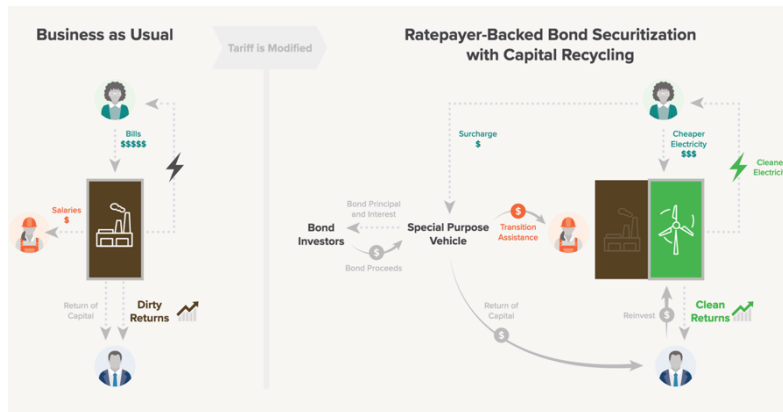 Business as Usual
Tariff is Modified
Ratepayer-Backed Bond Securitization
with Capital Recycling
Bills
$$$$$
Salaries
$
Return of
Capital
Dirty
Returns
Surcharge
$
Cheaper
Electricity
$$$
Cleane
Electrici
Bond Principal
and Interest
Bond
Investors
$
Bond Proceeds
Special Purpose
Vehicle
$
Transition
Assistance
Return of
Capital
$
Reinvest
$
Clean
Returns